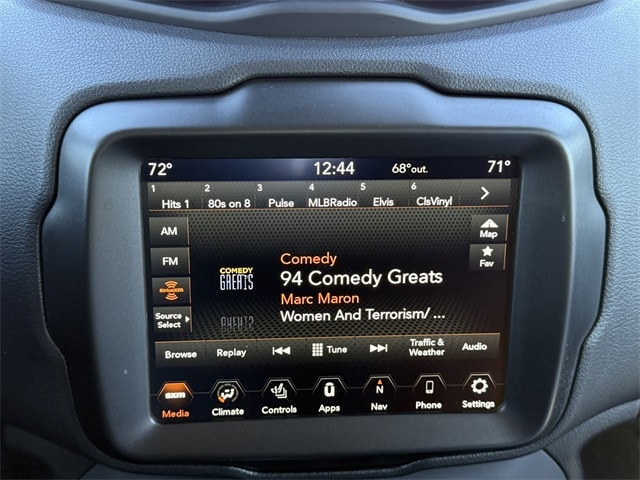 72° 12:44 68°out. 71°
1 2 3 4 5 6
Hits 1 80s on 8 Pulse MLBRadio Elvis ClsVinyl
AM
Map
FM
Fav
Comedy
COMEDY
GREATS
94 Comedy Greats
SiriusXM
Marc Maron
Source
Select
Women And Terrorism/ ...
Browse Replay Tune Traffic & Weather Audio
Media Climate Controls Apps Nav Phone Settings
N